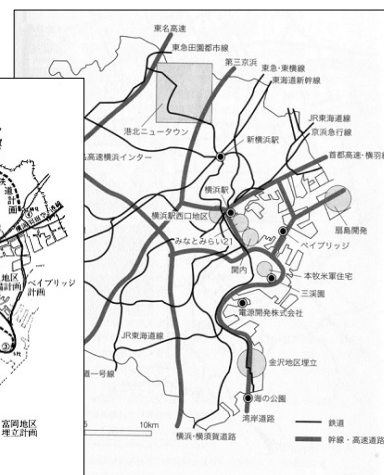 東名高速
東急田園都市線
第三京浜
東急・東横線
東海道新幹線
JR東海道線
京浜急行線
港北ニュータウン
新横浜駅
高速横浜インター
首都高速・横羽線
横浜駅
横浜駅西口地区
扇島開発
みなとみらい21
ベイブリッジ
関内
本牧米軍住宅
三渓園
電源開発株式会社
JR東海道線
道一号線
金沢地区埋立
海の公園
湾岸道路
10km
横浜・横須賀道路
鉄道
幹線・高速道路
道計画
ベイブリッジ
計画
富岡地区
埋立計画